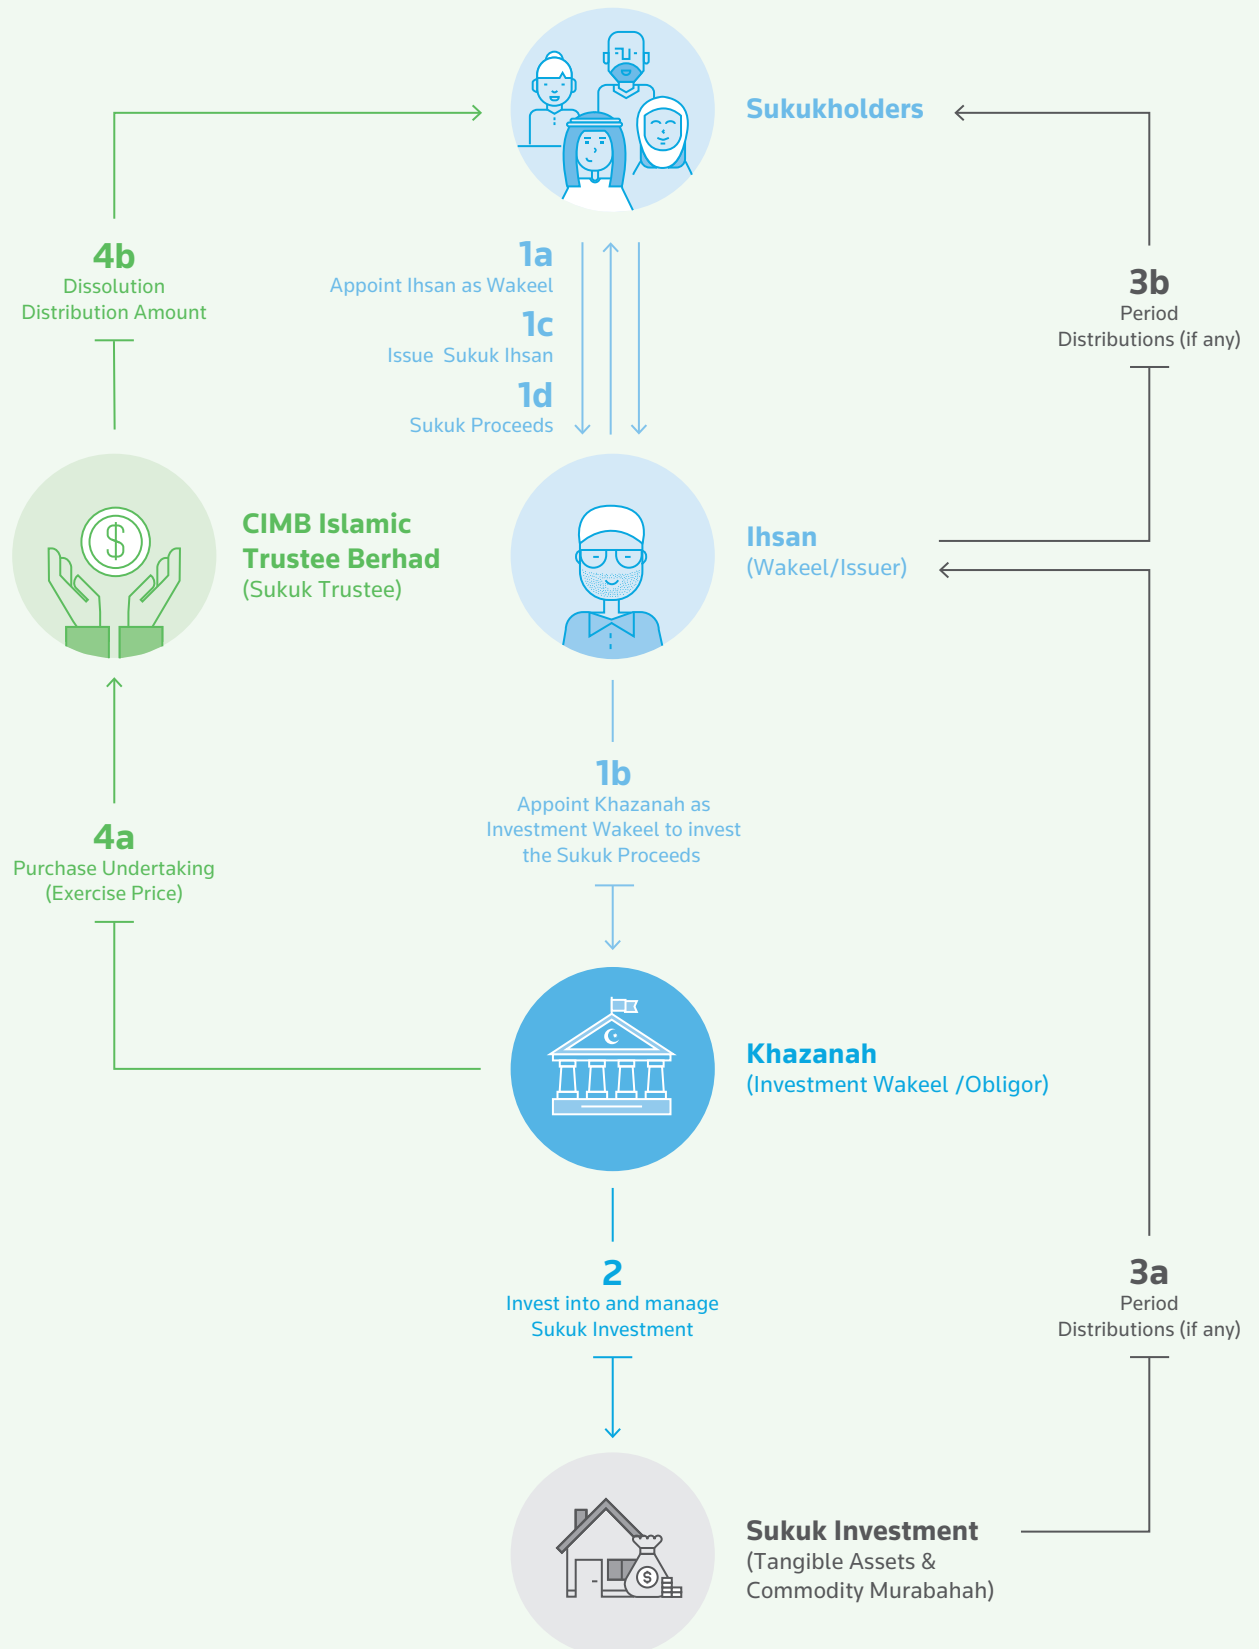 Sukukholders
1a
Appoint Ihsan as Wakeel
1c
Issue Sukuk Ihsan
1d
Sukuk Proceeds
4b
Dissolution
Distribution Amount
3b
Period
Distributions (if any)
CIMB Islamic
Trustee Berhad
(Sukuk Trustee)
$
Ihsan
(Wakeel/Issuer)
1b
Appoint Khazanah as
Investment Wakeel to invest
the Sukuk Proceeds
4a
Purchase Undertaking
(Exercise Price)
Khazanah
(Investment Wakeel /Obligor)
2
Invest into and manage
Sukuk Investment
3a
Period
Distributions (if any)
Sukuk Investment
(Tangible Assets &
Commodity Murabahah)
$